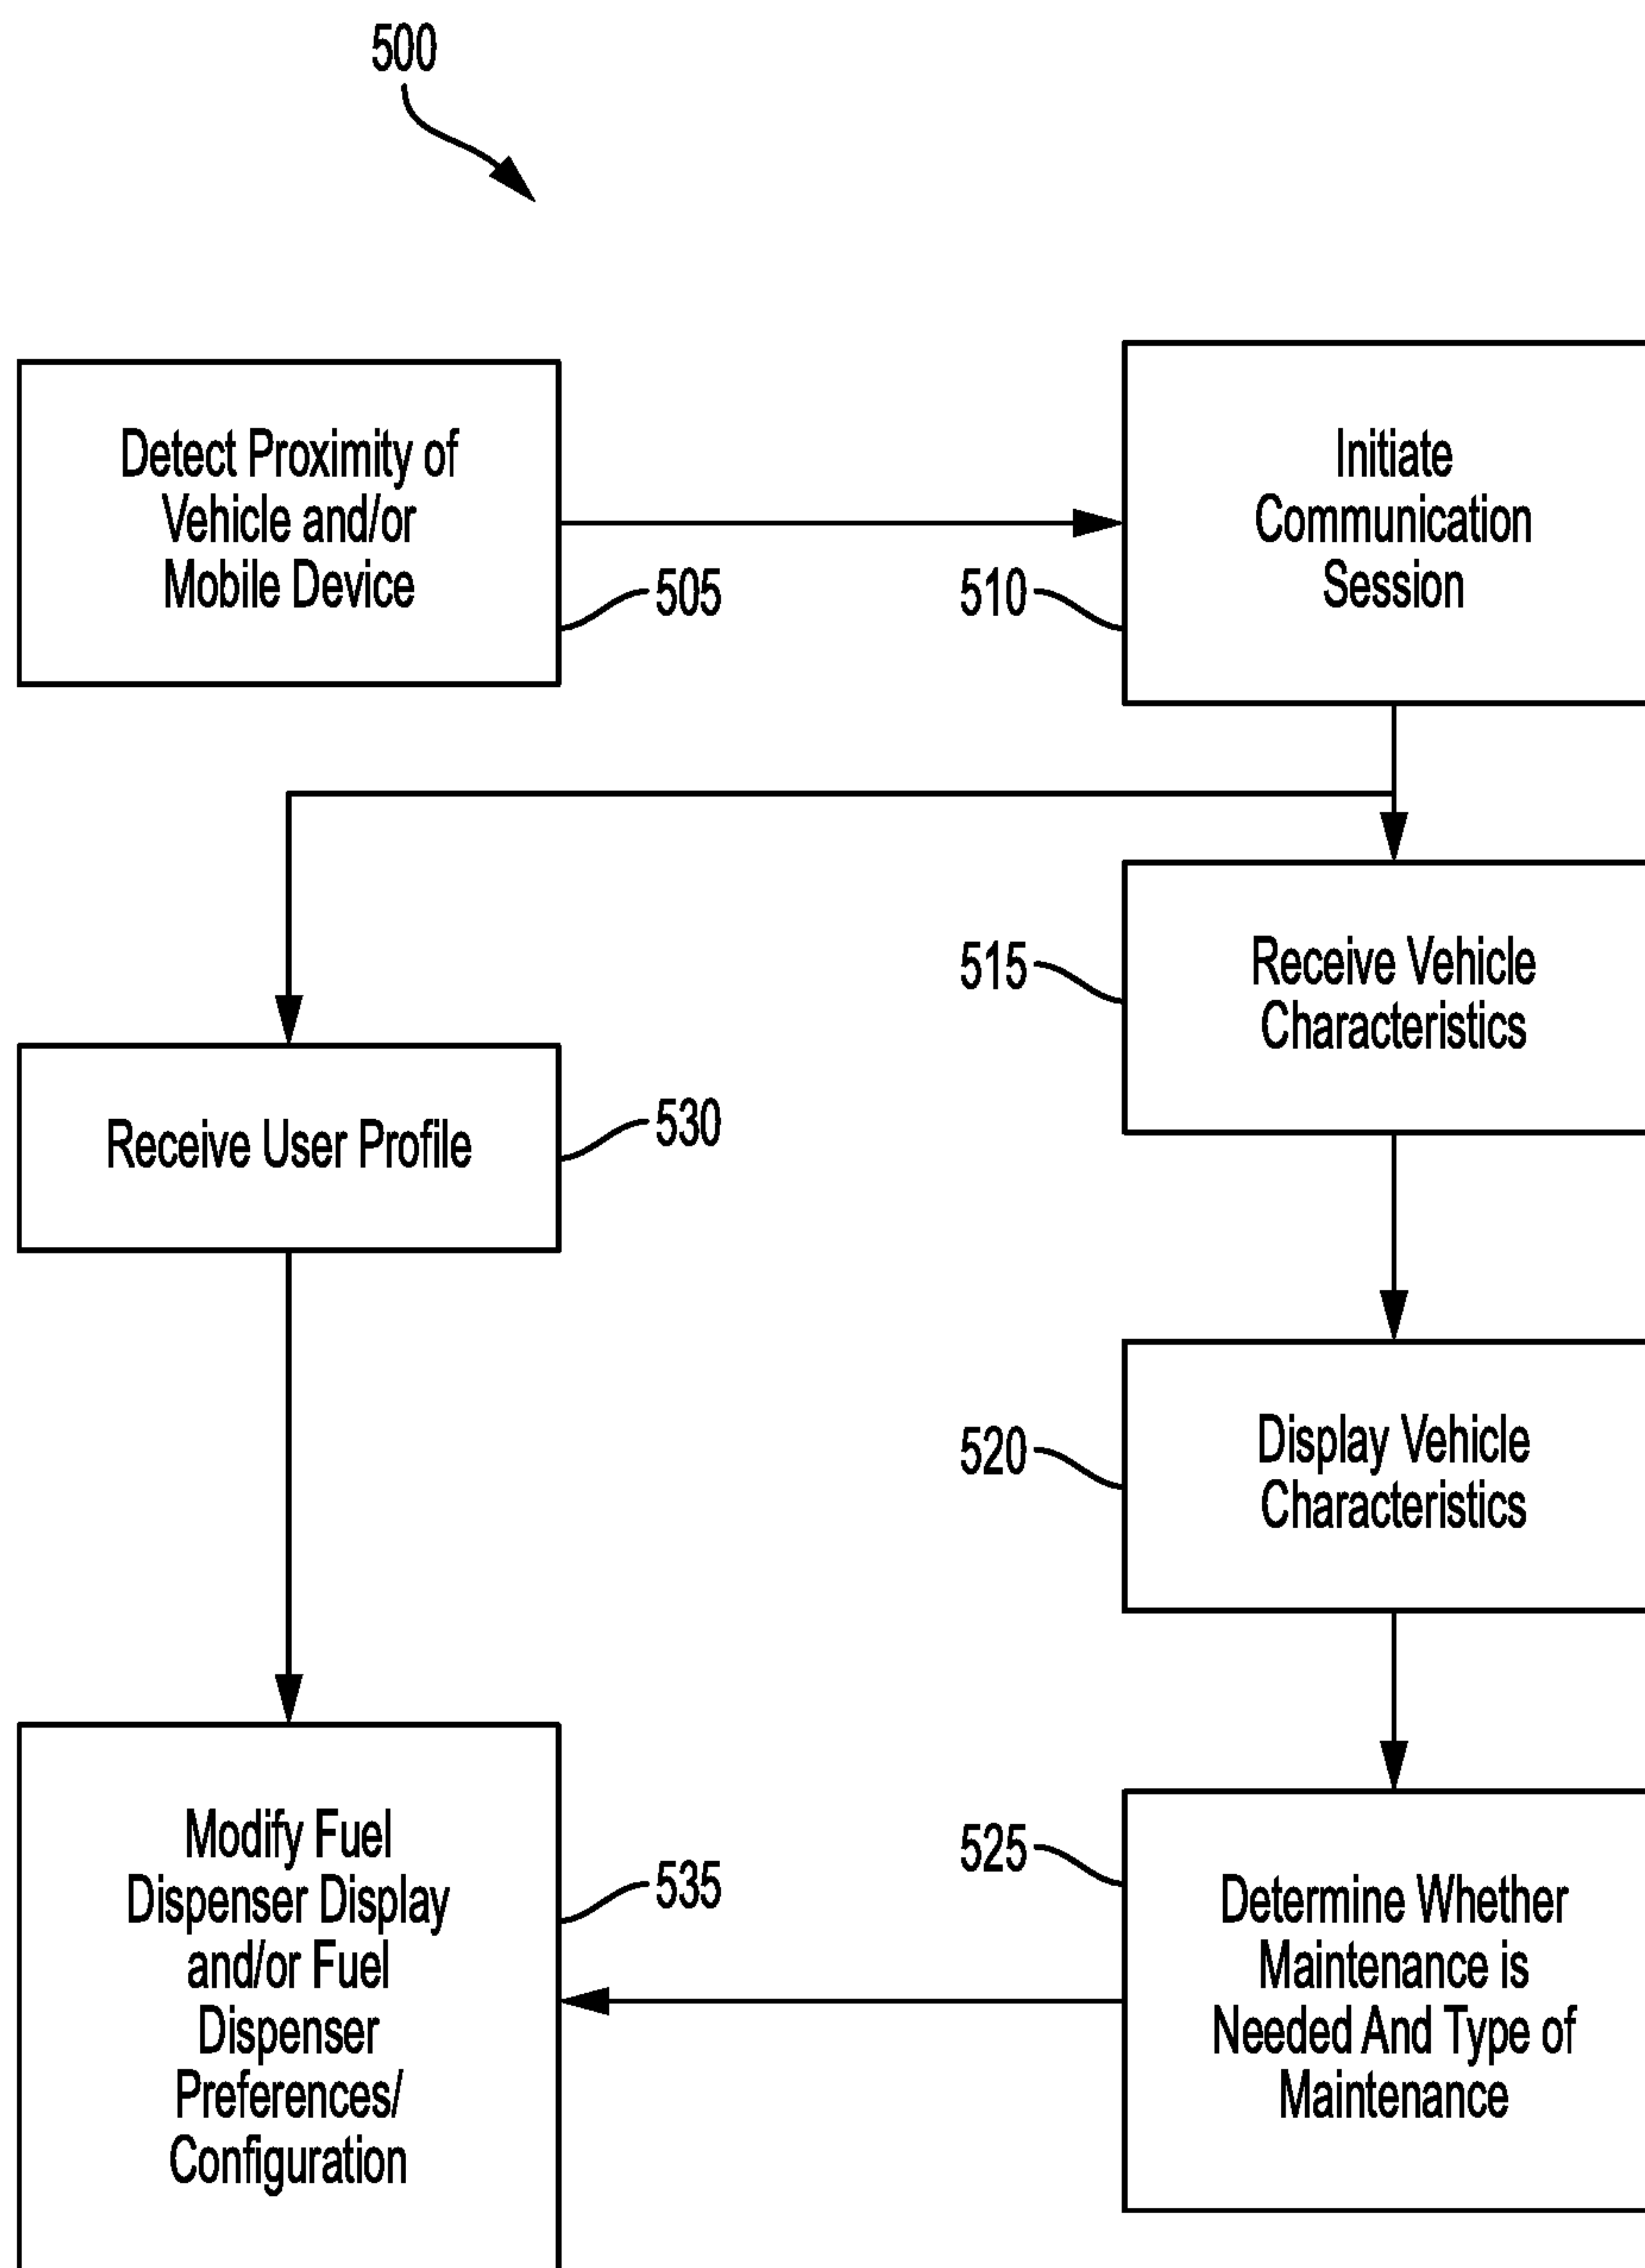 500
Detect Proximity of
Vehicle and/or
Mobile Device
505
510
Initiate
Communication
Session
515
Receive Vehicle
Characteristics
Receive User Profile
530
520
Display Vehicle
Characteristics
Modify Fuel
Dispenser Display
and/or Fuel
Dispenser
Preferences/
Configuration
535
525
Determine Whether
Maintenance is
Needed And Type of
Maintenance